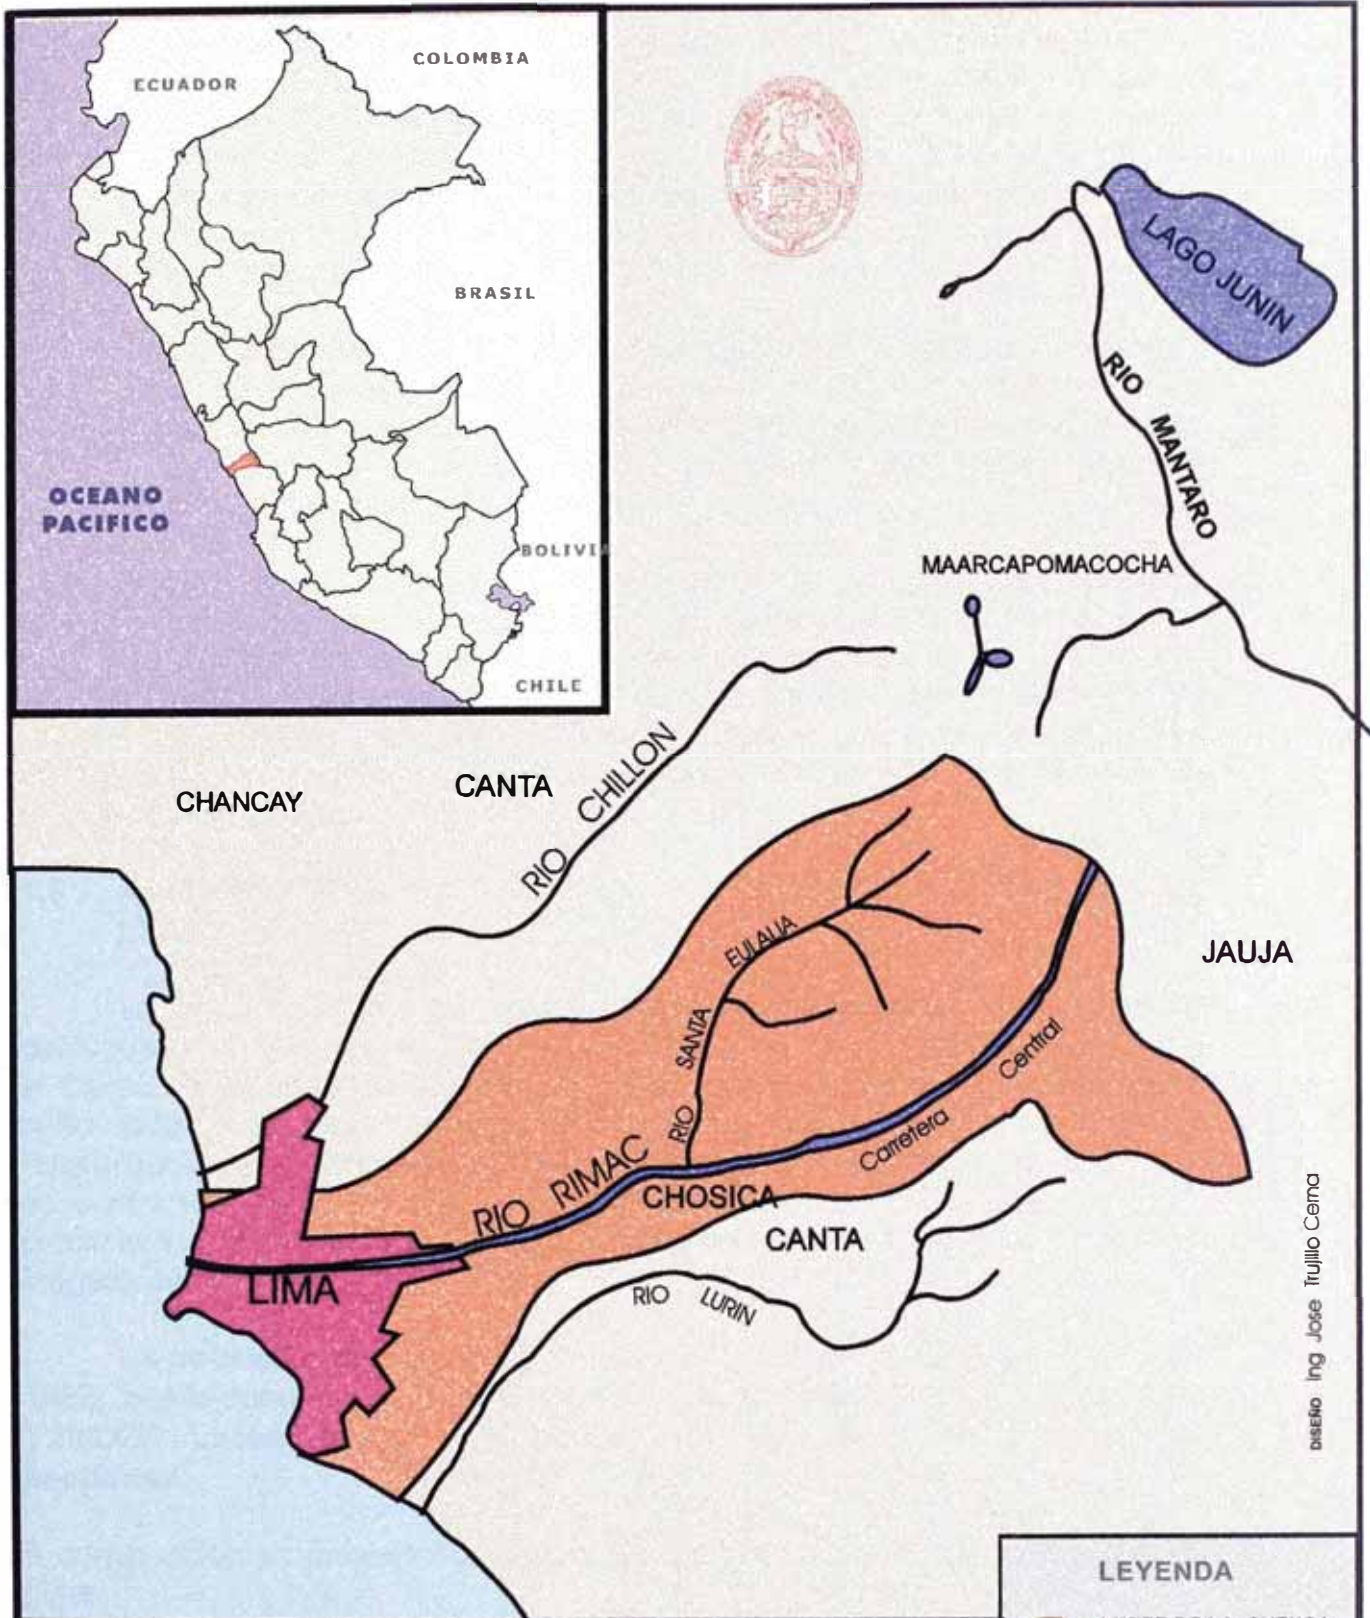 COLOMBIA
ECUADOR
BRASIL
OCEANO
PACIFICO
BOLIVI
CHILE
LAGO JUNIN
RIO MANTARO
MAARCAPOMACOCHA
RIO CHILLON
CANTA
CHANCAY
JAUJA
RIO SANTA EULALIA
Carretera Central
RIO RIMAC
CHOSICA
CANTA
LIMA
RIO LURIN
DISEÑO Ing Jose Trujillo Cerna
LEYENDA